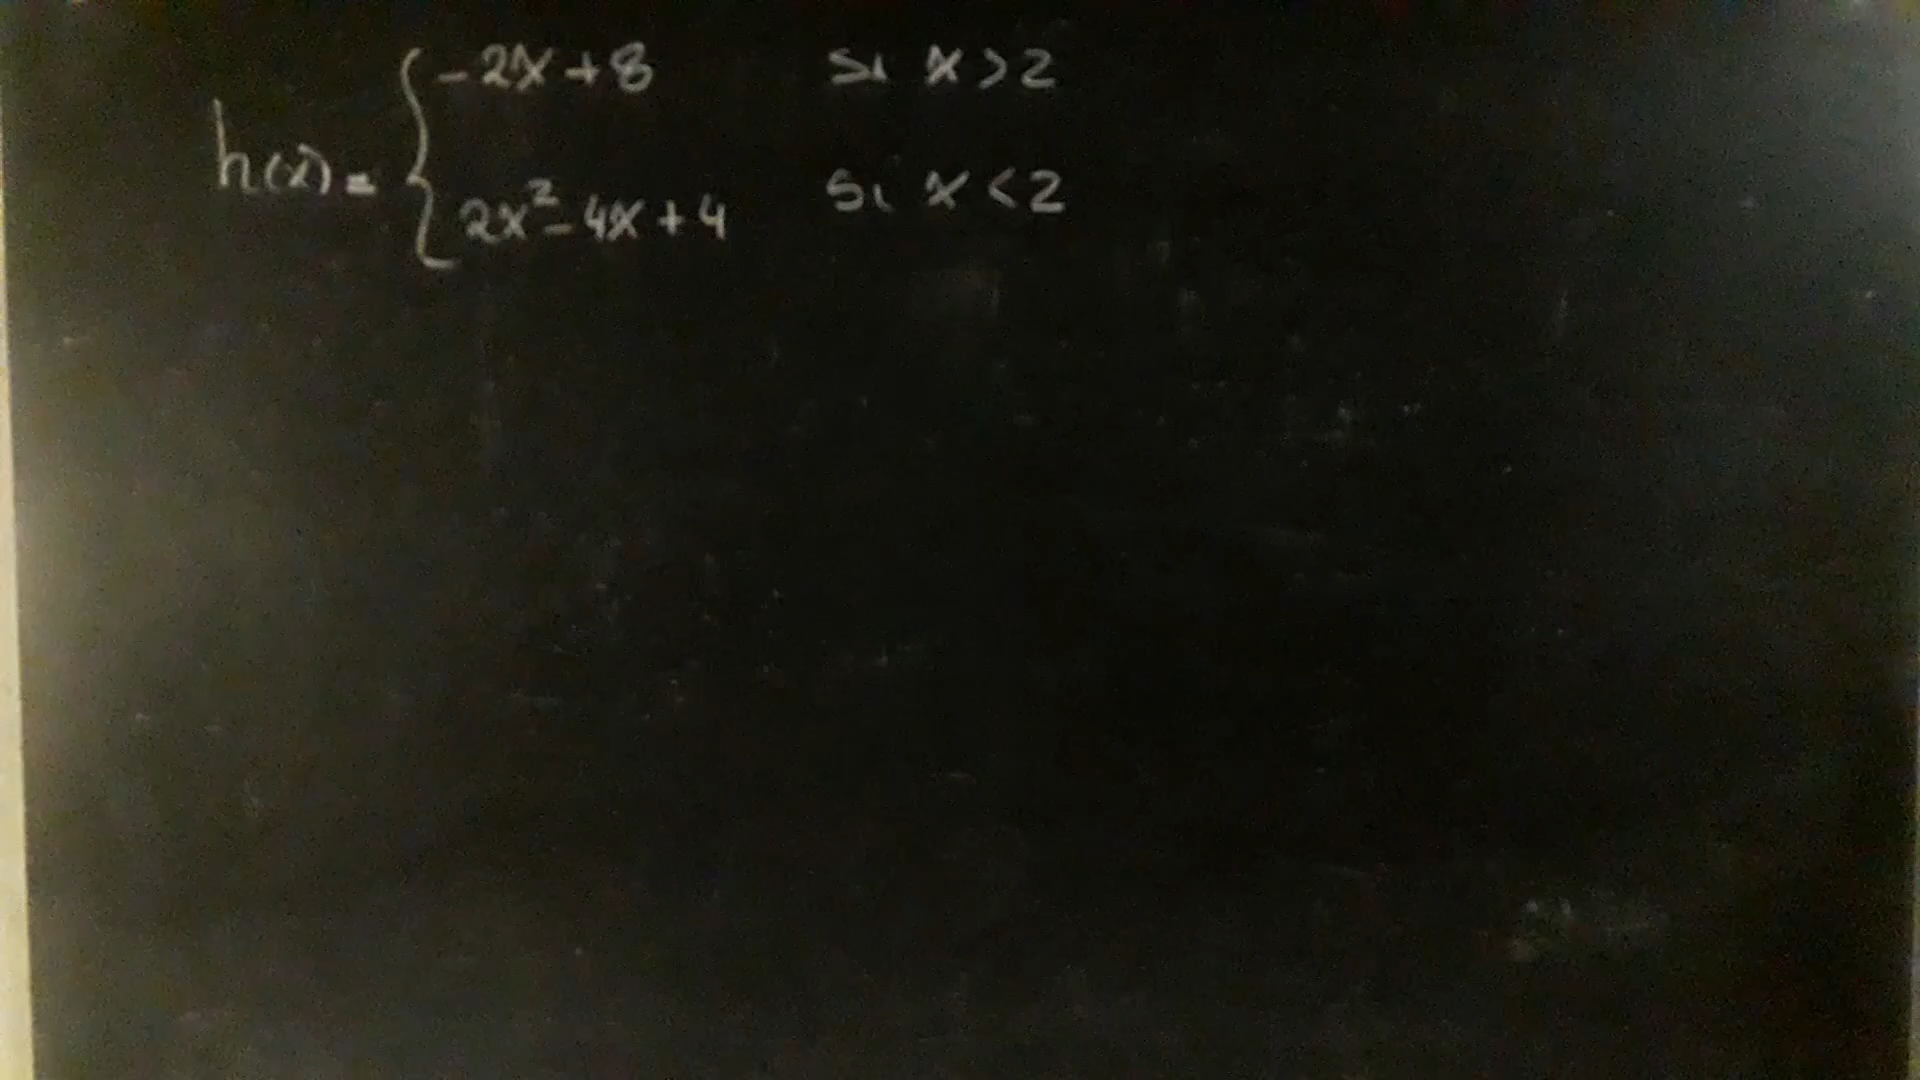 h(x) = { -2x + 8 si x > 2
2x² - 4x + 4 si x < 2